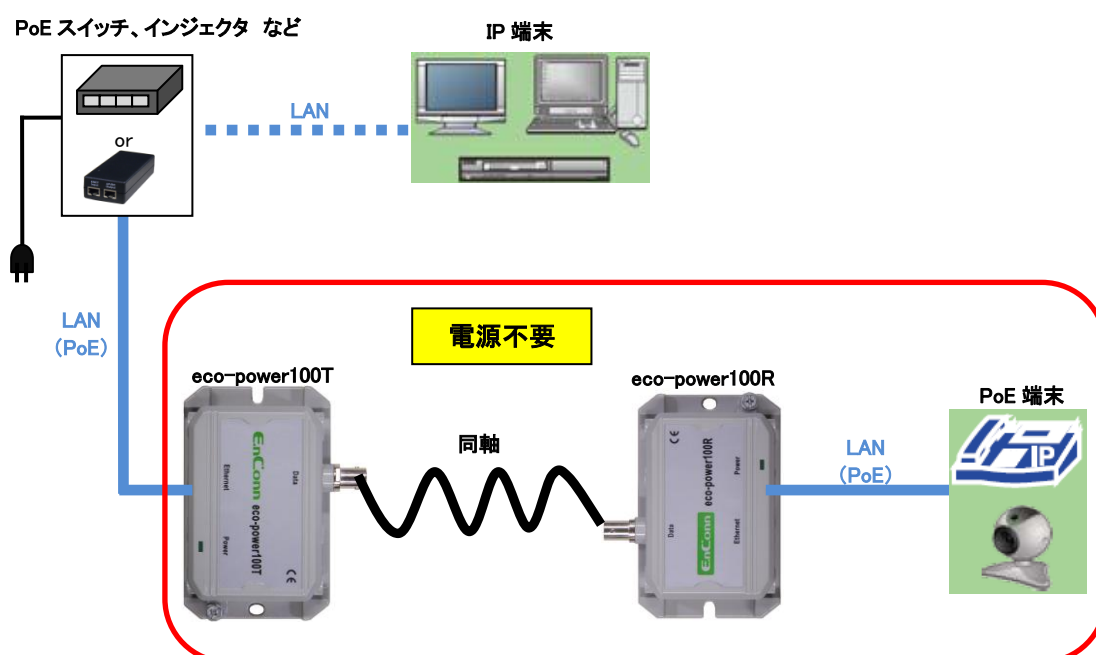 PoE スイッチ、インジェクタ など
IP 端末
LAN
or
LAN
(PoE)
電源不要
eco-power100T
eco-power100R
PoE 端末
同軸
LAN
(PoE)
IP
EnConn eco-power100T
Ethernet
Power
Data
CE
EnConn eco-power100R
Data
Ethernet
Power
CE